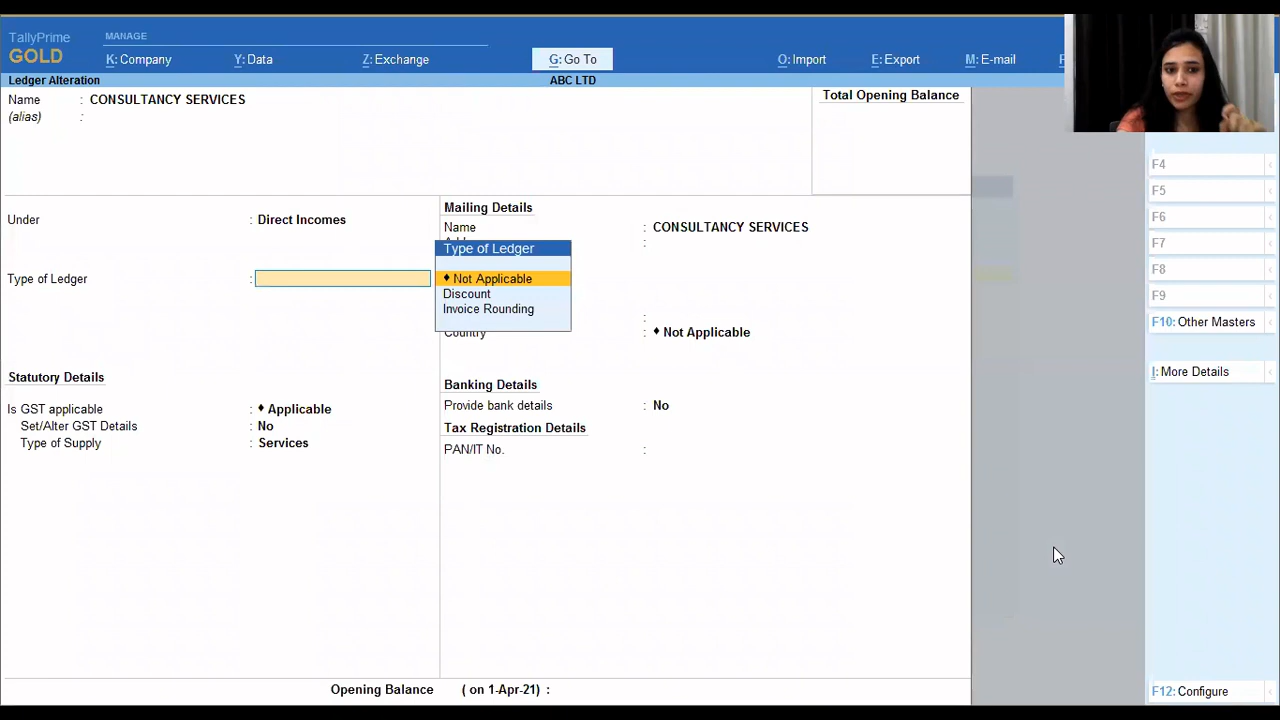 TallyPrime
GOLD
MANAGE
K: Company
Y: Data
Z: Exchange
G: Go To
O: Import
E: Export
M: E-mail
Ledger Alteration
ABC LTD
Name : CONSULTANCY SERVICES
(alias) :
Total Opening Balance
Under : Direct Incomes
Type of Ledger :
Statutory Details
Is GST applicable : ♦ Applicable
Set/Alter GST Details : No
Type of Supply : Services
Mailing Details
Name : CONSULTANCY SERVICES
:
Type of Ledger
♦ Not Applicable
Discount
Invoice Rounding
:
Country : ♦ Not Applicable
Banking Details
Provide bank details : No
Tax Registration Details
PAN/IT No. :
Opening Balance ( on 1-Apr-21) :
F4
F5
F6
F7
F8
F9
F10: Other Masters
I: More Details
F12: Configure